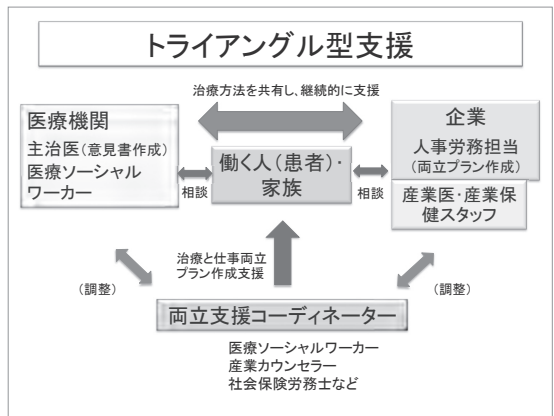 トライアングル型支援
治療方法を共有し、継続的に支援
医療機関
主治医(意見書作成)
医療ソーシャル
ワーカー
相談
働く人(患者)・
家族
相談
企業
人事労務担当
(両立プラン作成)
産業医・産業保
健スタッフ
治療と仕事両立
プラン作成支援
(調整)
(調整)
両立支援コーディネーター
医療ソーシャルワーカー
産業カウンセラー
社会保険労務士など